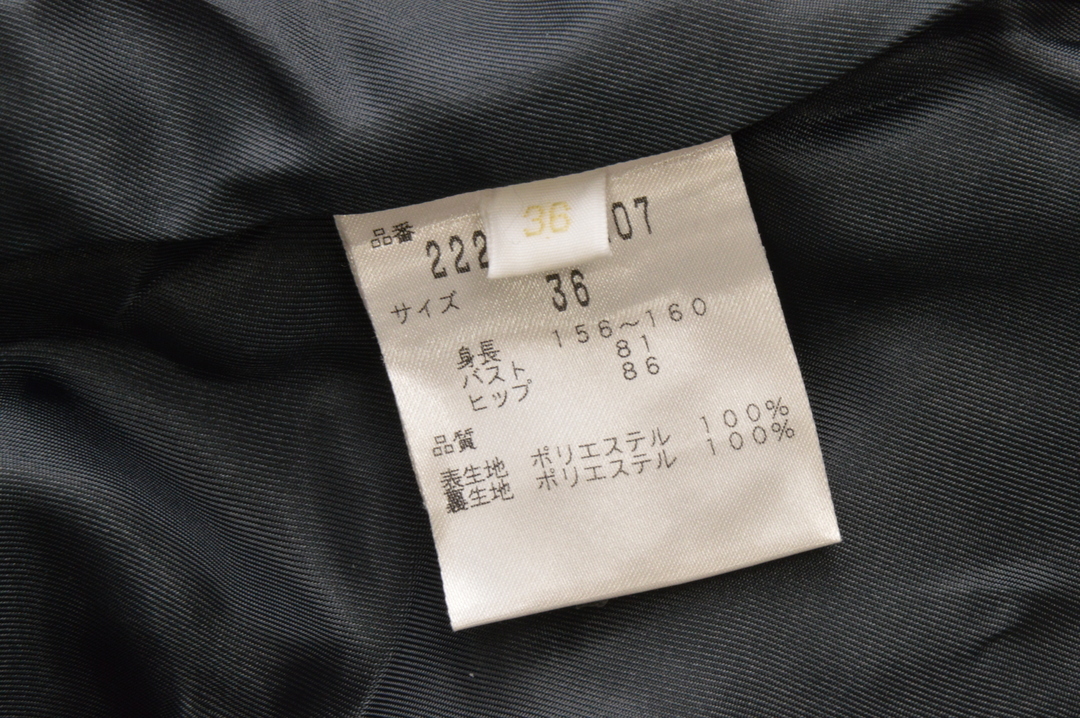 品番
222 07
36
サイズ 36
身長 156〜160
バスト 81
ヒップ 86
品質
表生地 ポリエステル 100%
裏生地 ポリエステル 100%